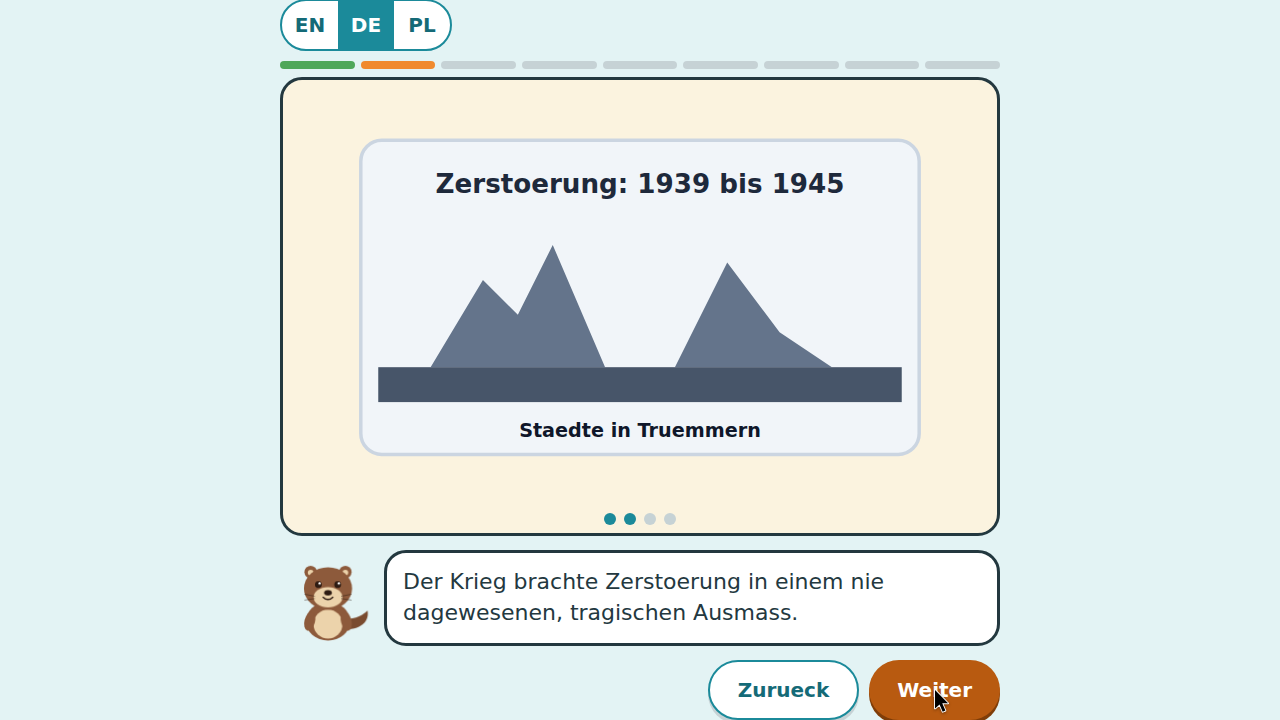 EN DE PL
Zerstoerung: 1939 bis 1945
Staedte in Truemmern
Der Krieg brachte Zerstoerung in einem nie
dagewesenen, tragischen Ausmass.
Zurueck Weiter